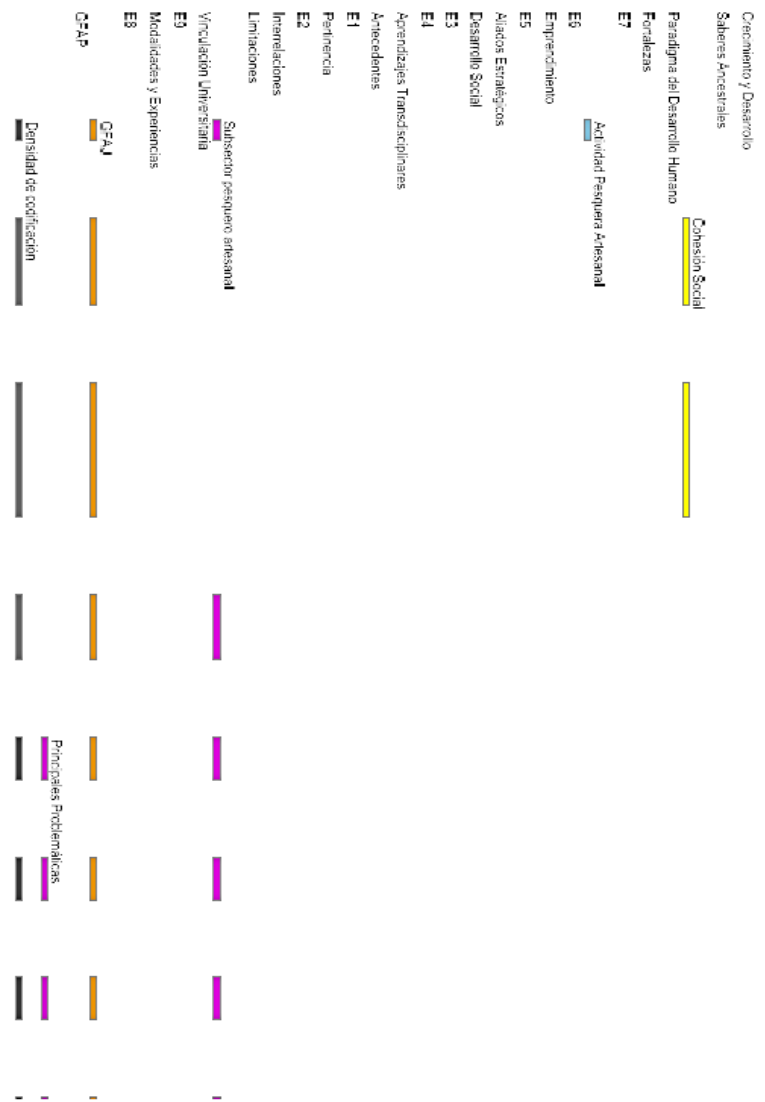 Crecimiento y Desarrollo
Saberes Ancestrales
Cohesión Social
Paradigma del Desarrollo Humano
Fortalezas
E7
Actividad Pesquera Artesanal
E6
Emprendimiento
E5
Aliados Estratégicos
Desarrollo Social
E3
E4
Aprendizajes Transdisciplinares
Antecedentes
E1
Pertinencia
E2
Interrelaciones
Limitaciones
Subsector pesquero artesanal
Vinculación Universitaria
E9
Modalidades y Experiencias
E8
GFAJ
GFAP
Principales Problemáticas
Densidad de codificación